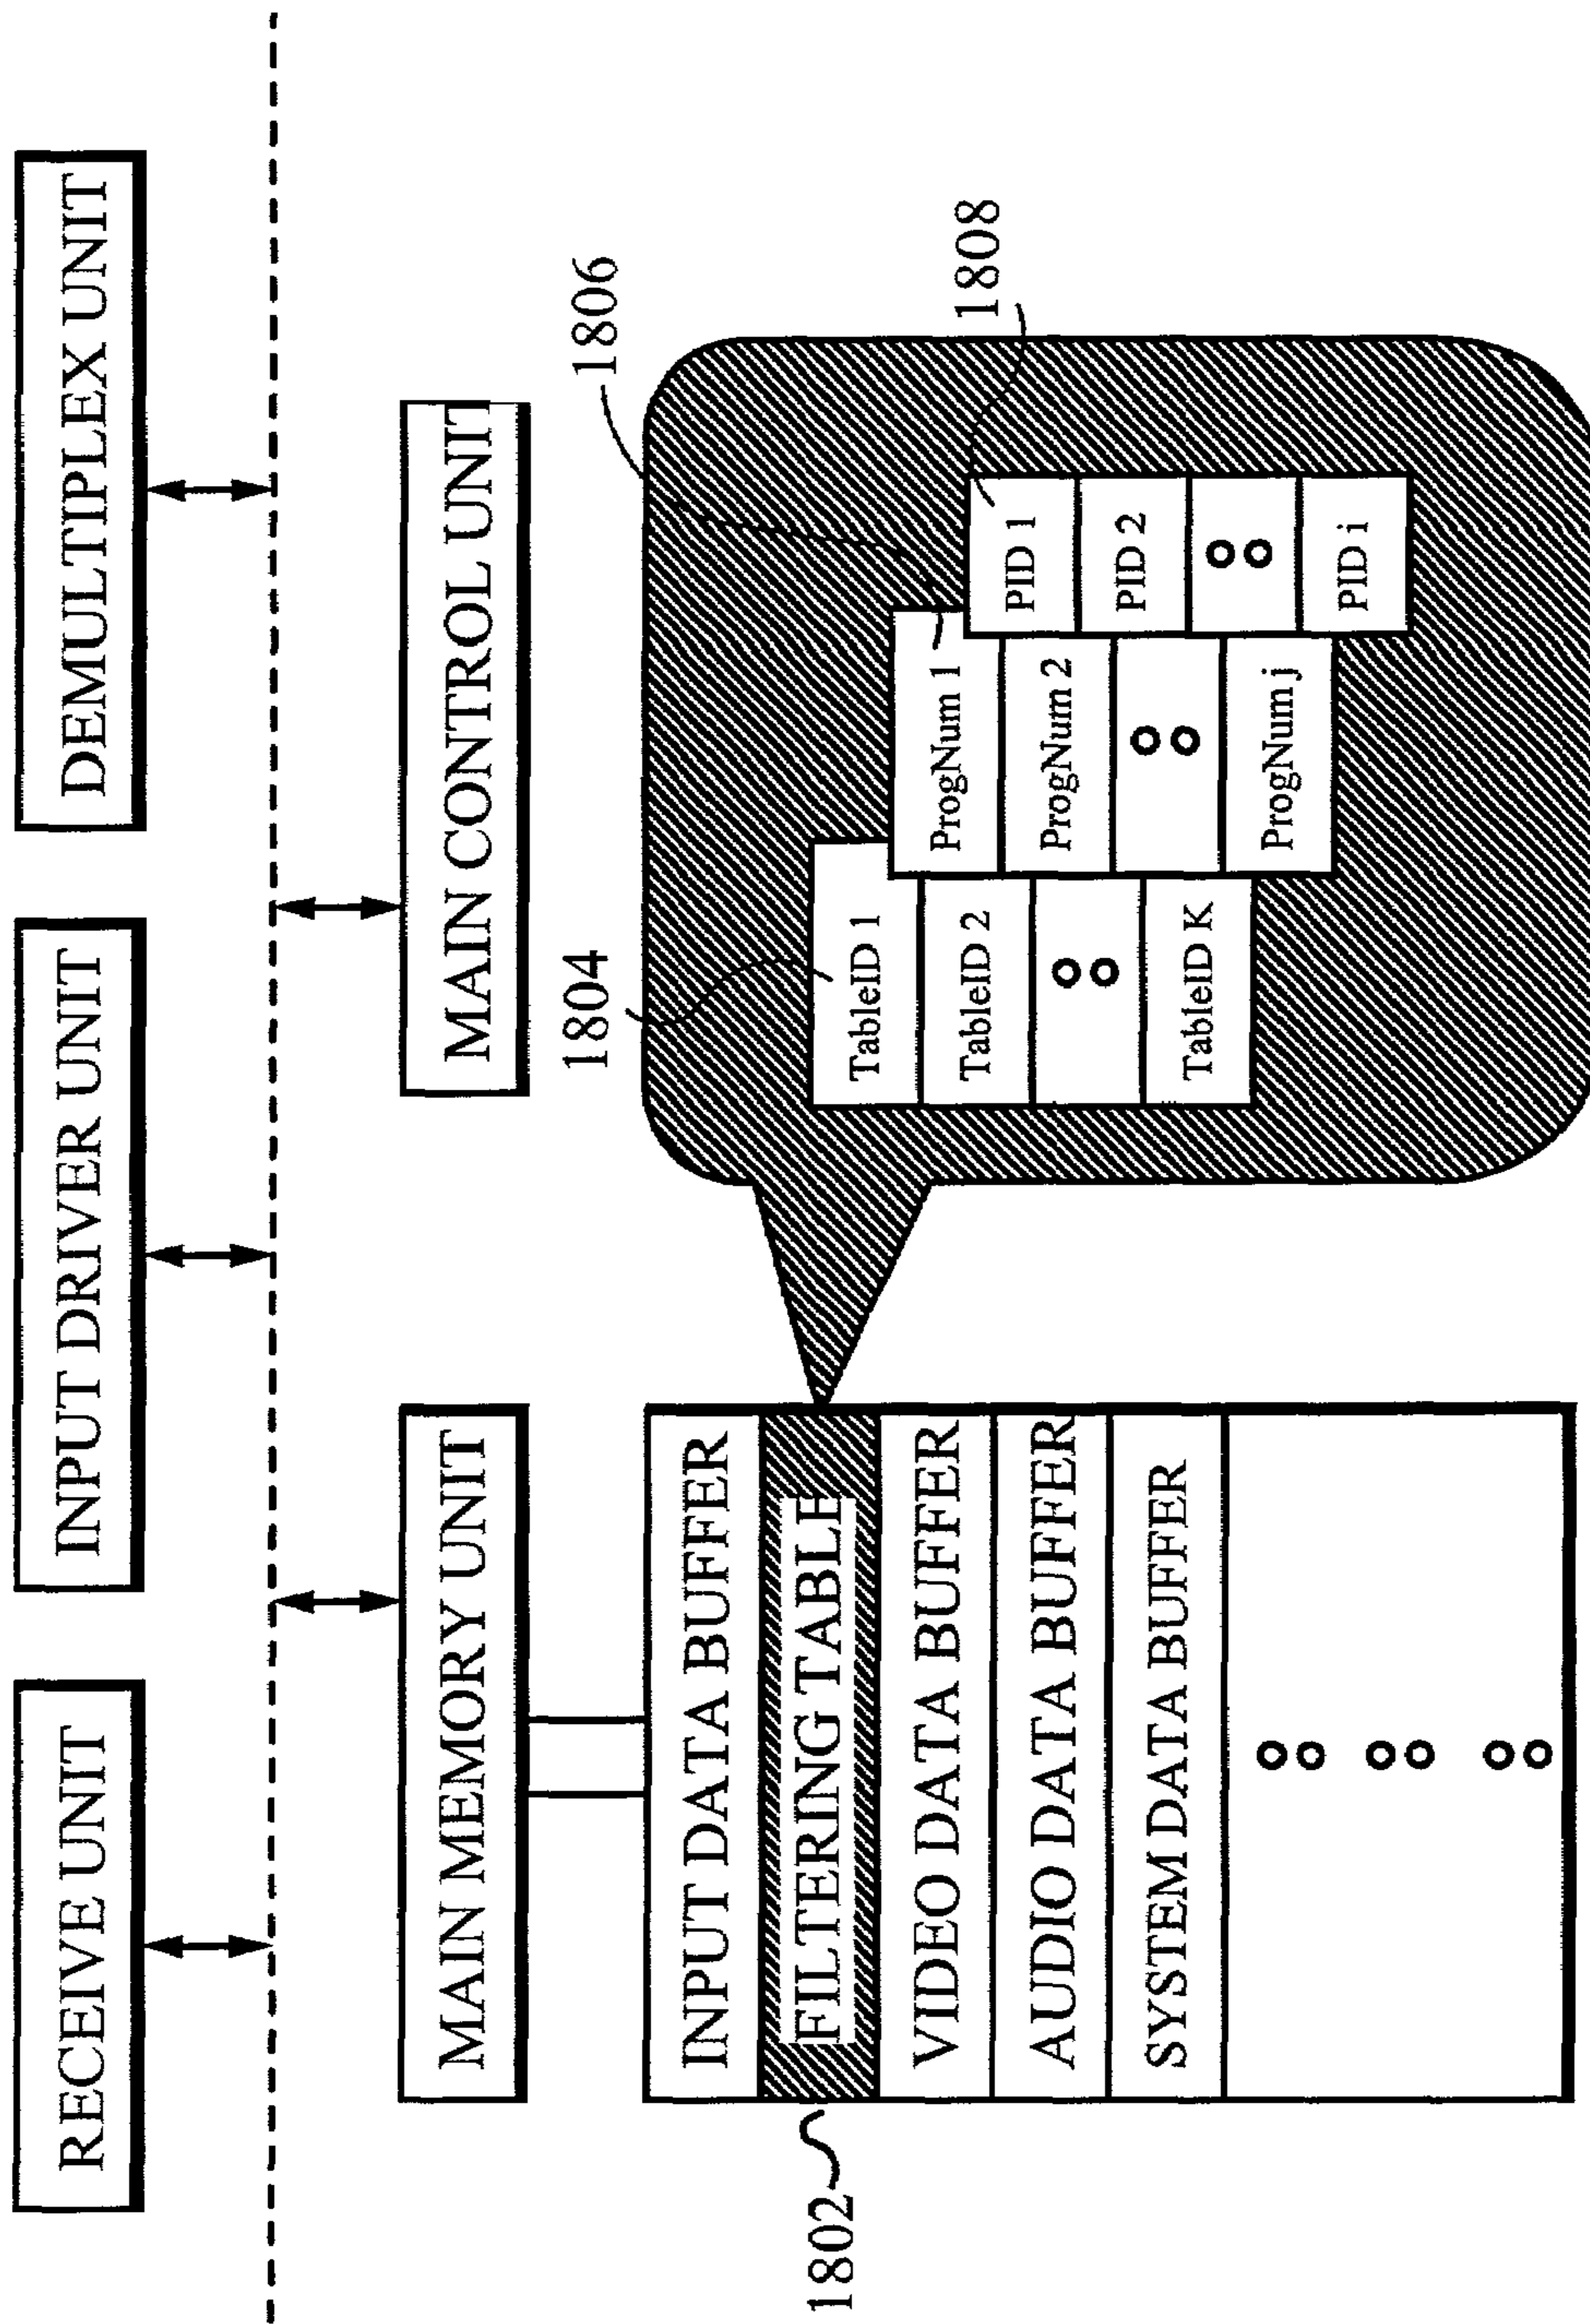 RECEIVE UNIT
INPUT DRIVER UNIT
DEMULTIPLEX UNIT
MAIN MEMORY UNIT
MAIN CONTROL UNIT
1802
INPUT DATA BUFFER
FILTERING TABLE
VIDEO DATA BUFFER
AUDIO DATA BUFFER
SYSTEM DATA BUFFER
1804
1806
1808
TableID 1
TableID 2
TableID K
ProgNum 1
ProgNum 2
ProgNum j
PID 1
PID 2
PID i